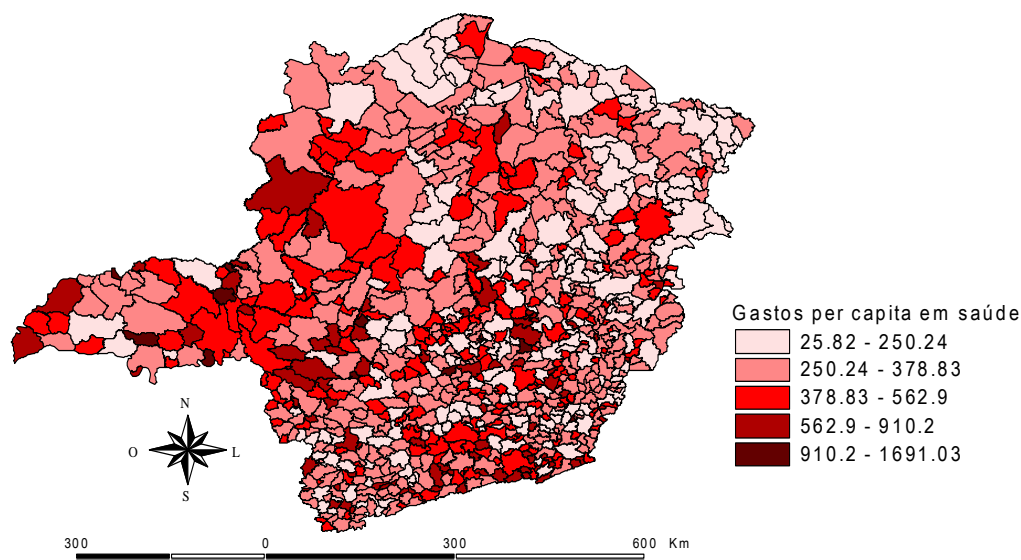 Gastos per capita em saúde
25.82 - 250.24
250.24 - 378.83
378.83 - 562.9
562.9 - 910.2
910.2 - 1691.03
N
O L
S
300 0 300 600 Km